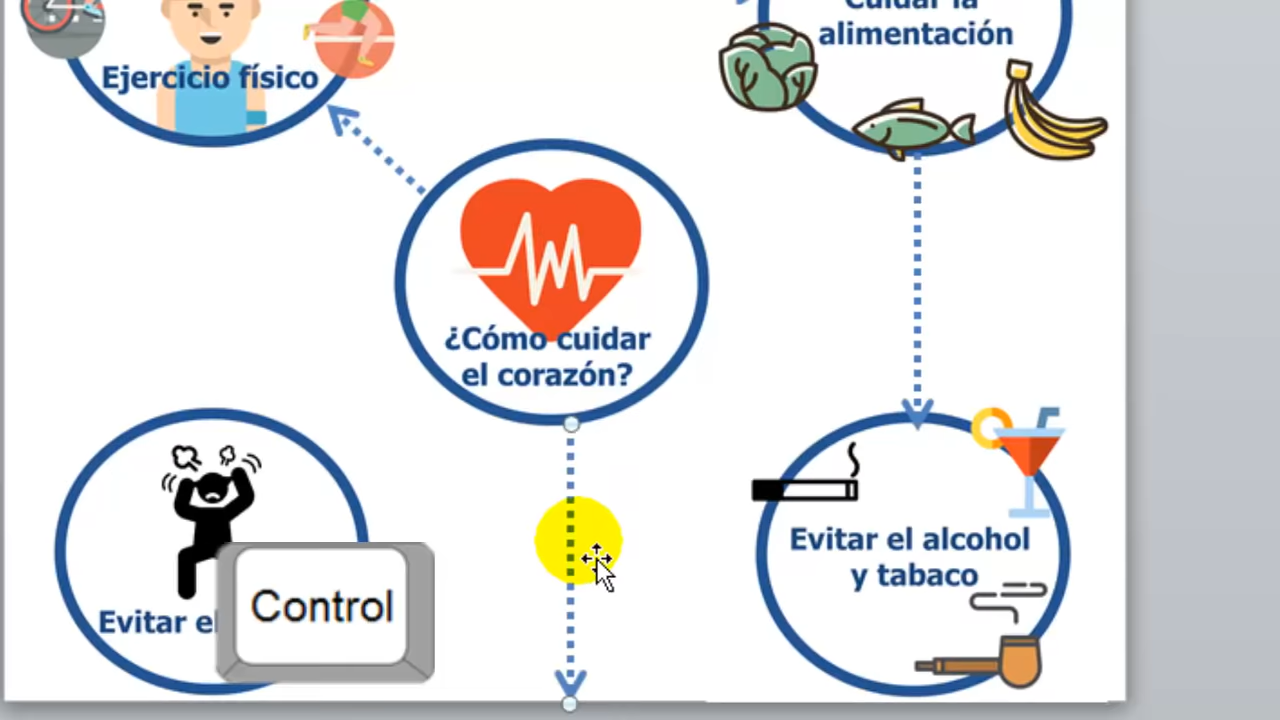 Cuidar la
alimentación
Ejercicio físico
¿Cómo cuidar
el corazón?
Evitar el alcohol
y tabaco
Evitar el
Control